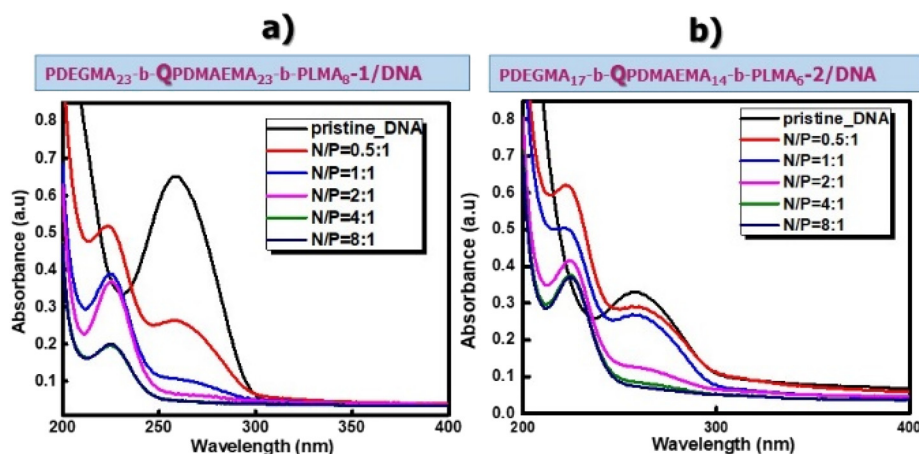 a)
PDEGMA₂₃-b-QPDMAEMA₂₃-b-PLMA₈-1/DNA
Absorbance (a.u)
0.8
0.7
0.6
0.5
0.4
0.3
0.2
0.1
pristine_DNA
N/P=0.5:1
N/P=1:1
N/P=2:1
N/P=4:1
N/P=8:1
200
250
300
350
400
Wavelength (nm)
b)
PDEGMA₁₇-b-QPDMAEMA₁₄-b-PLMA₆-2/DNA
Absorbance (a.u)
0.8
0.7
0.6
0.5
0.4
0.3
0.2
0.1
0.0
pristine_DNA
N/P=0.5:1
N/P=1:1
N/P=2:1
N/P=4:1
N/P=8:1
200
300
400
Wavelength (nm)